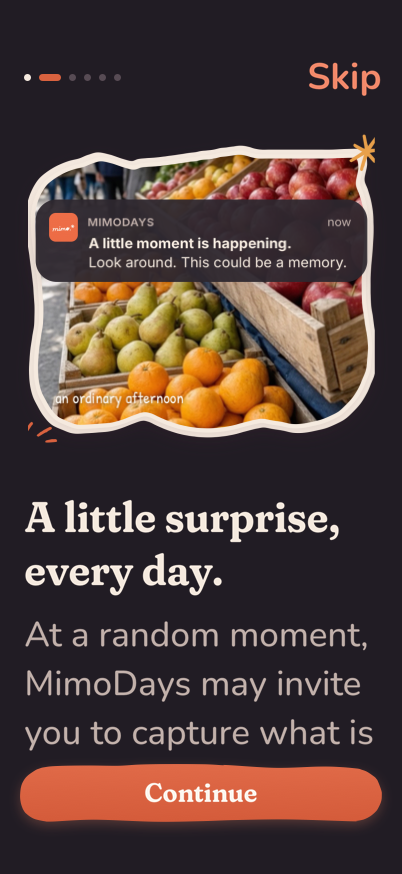 Skip
mimo.
MIMODAYS
now
A little moment is happening.
Look around. This could be a memory.
an ordinary afternoon
A little surprise,
every day.
At a random moment,
MimoDays may invite
you to capture what is
Continue